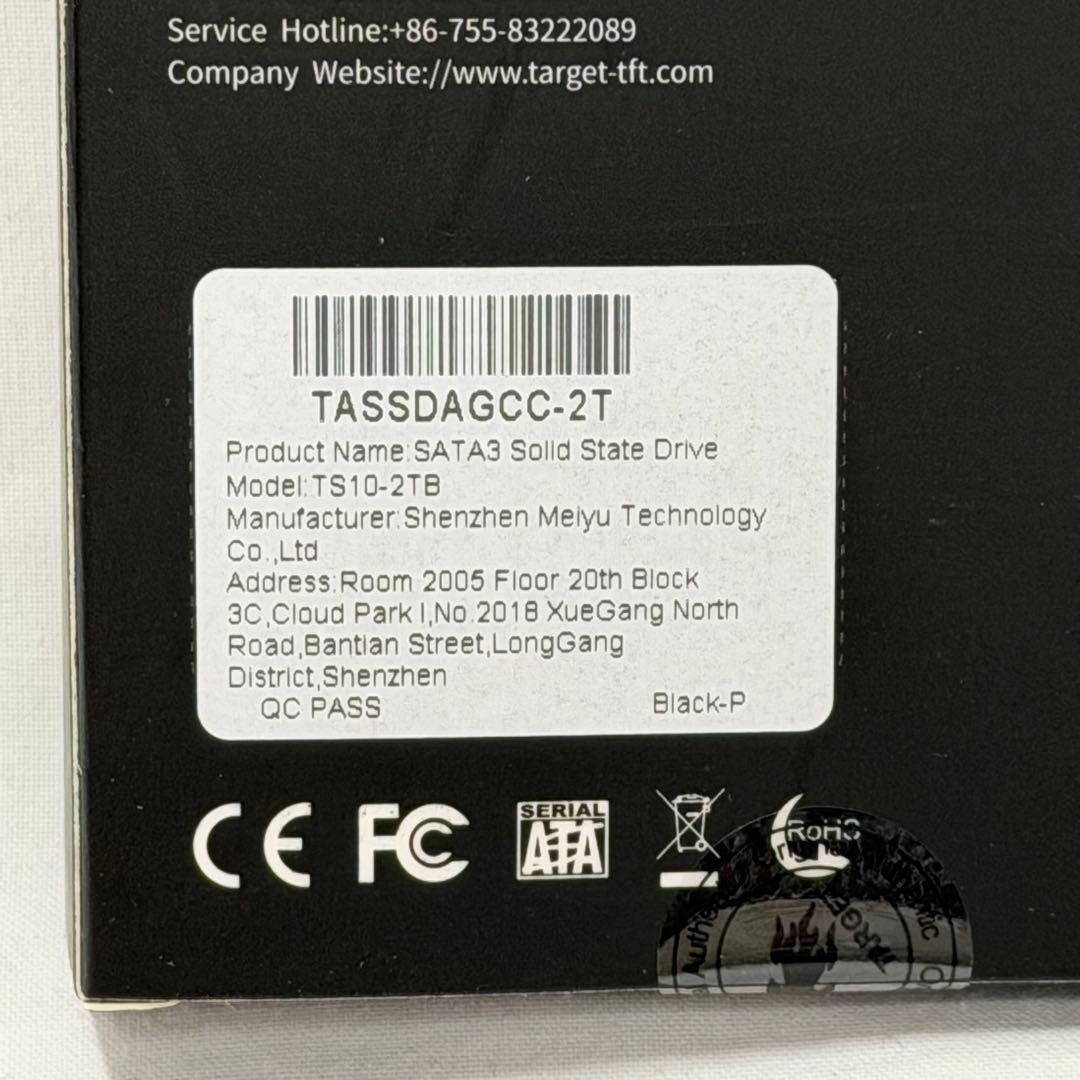 Service Hotline:+86-755-83222089
Company Website://www.target-tft.com
TASSDAGCC-2T
Product Name:SATA3 Solid State Drive
Model:TS10-2TB
Manufacturer:Shenzhen Meiyu Technology
Co.,Ltd
Address:Room 2005 Floor 20th Block
3C,Cloud Park I,No.2018 XueGang North
Road,Bantian Street,LongGang
District,Shenzhen
QC PASS Black-P
CE FC SERIAL
ATA
RoHS
TARGET